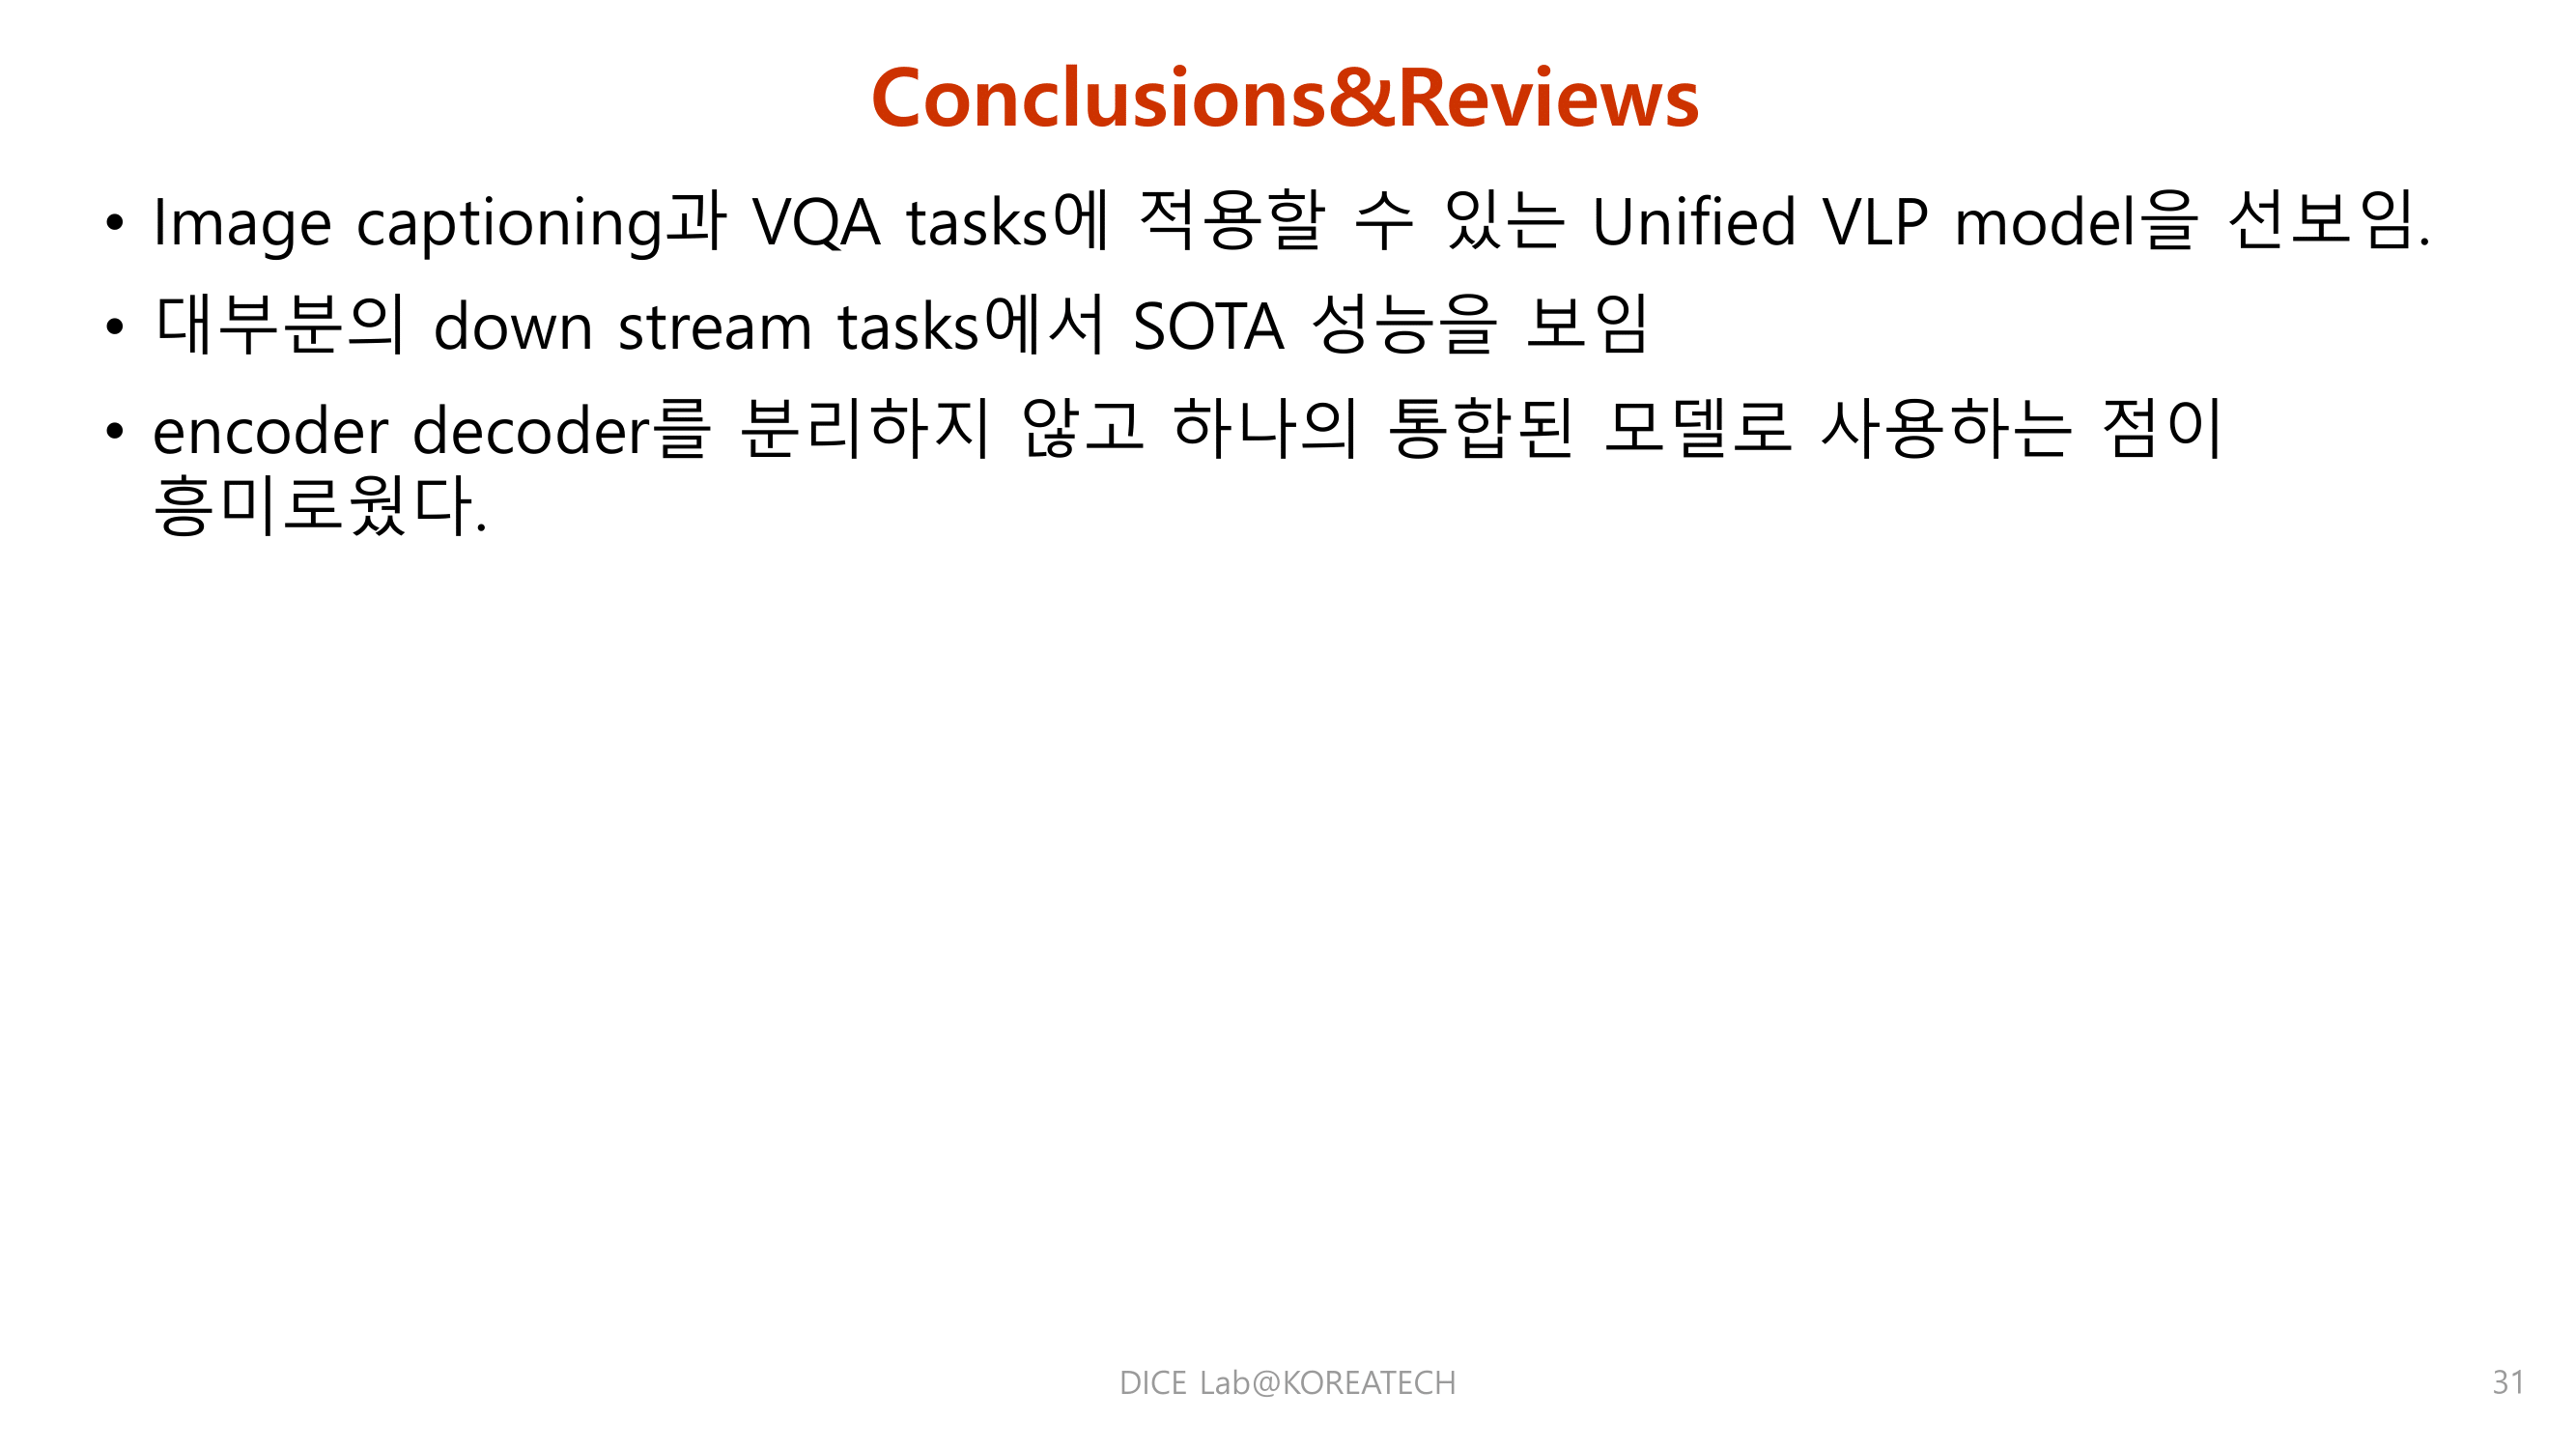 Conclusions&Reviews
• Image captioning과 VQA tasks에 적용할 수 있는 Unified VLP model을 선보임.
• 대부분의 down stream tasks에서 SOTA 성능을 보임
• encoder decoder를 분리하지 않고 하나의 통합된 모델로 사용하는 점이
흥미로웠다.
DICE Lab@KOREATECH
31